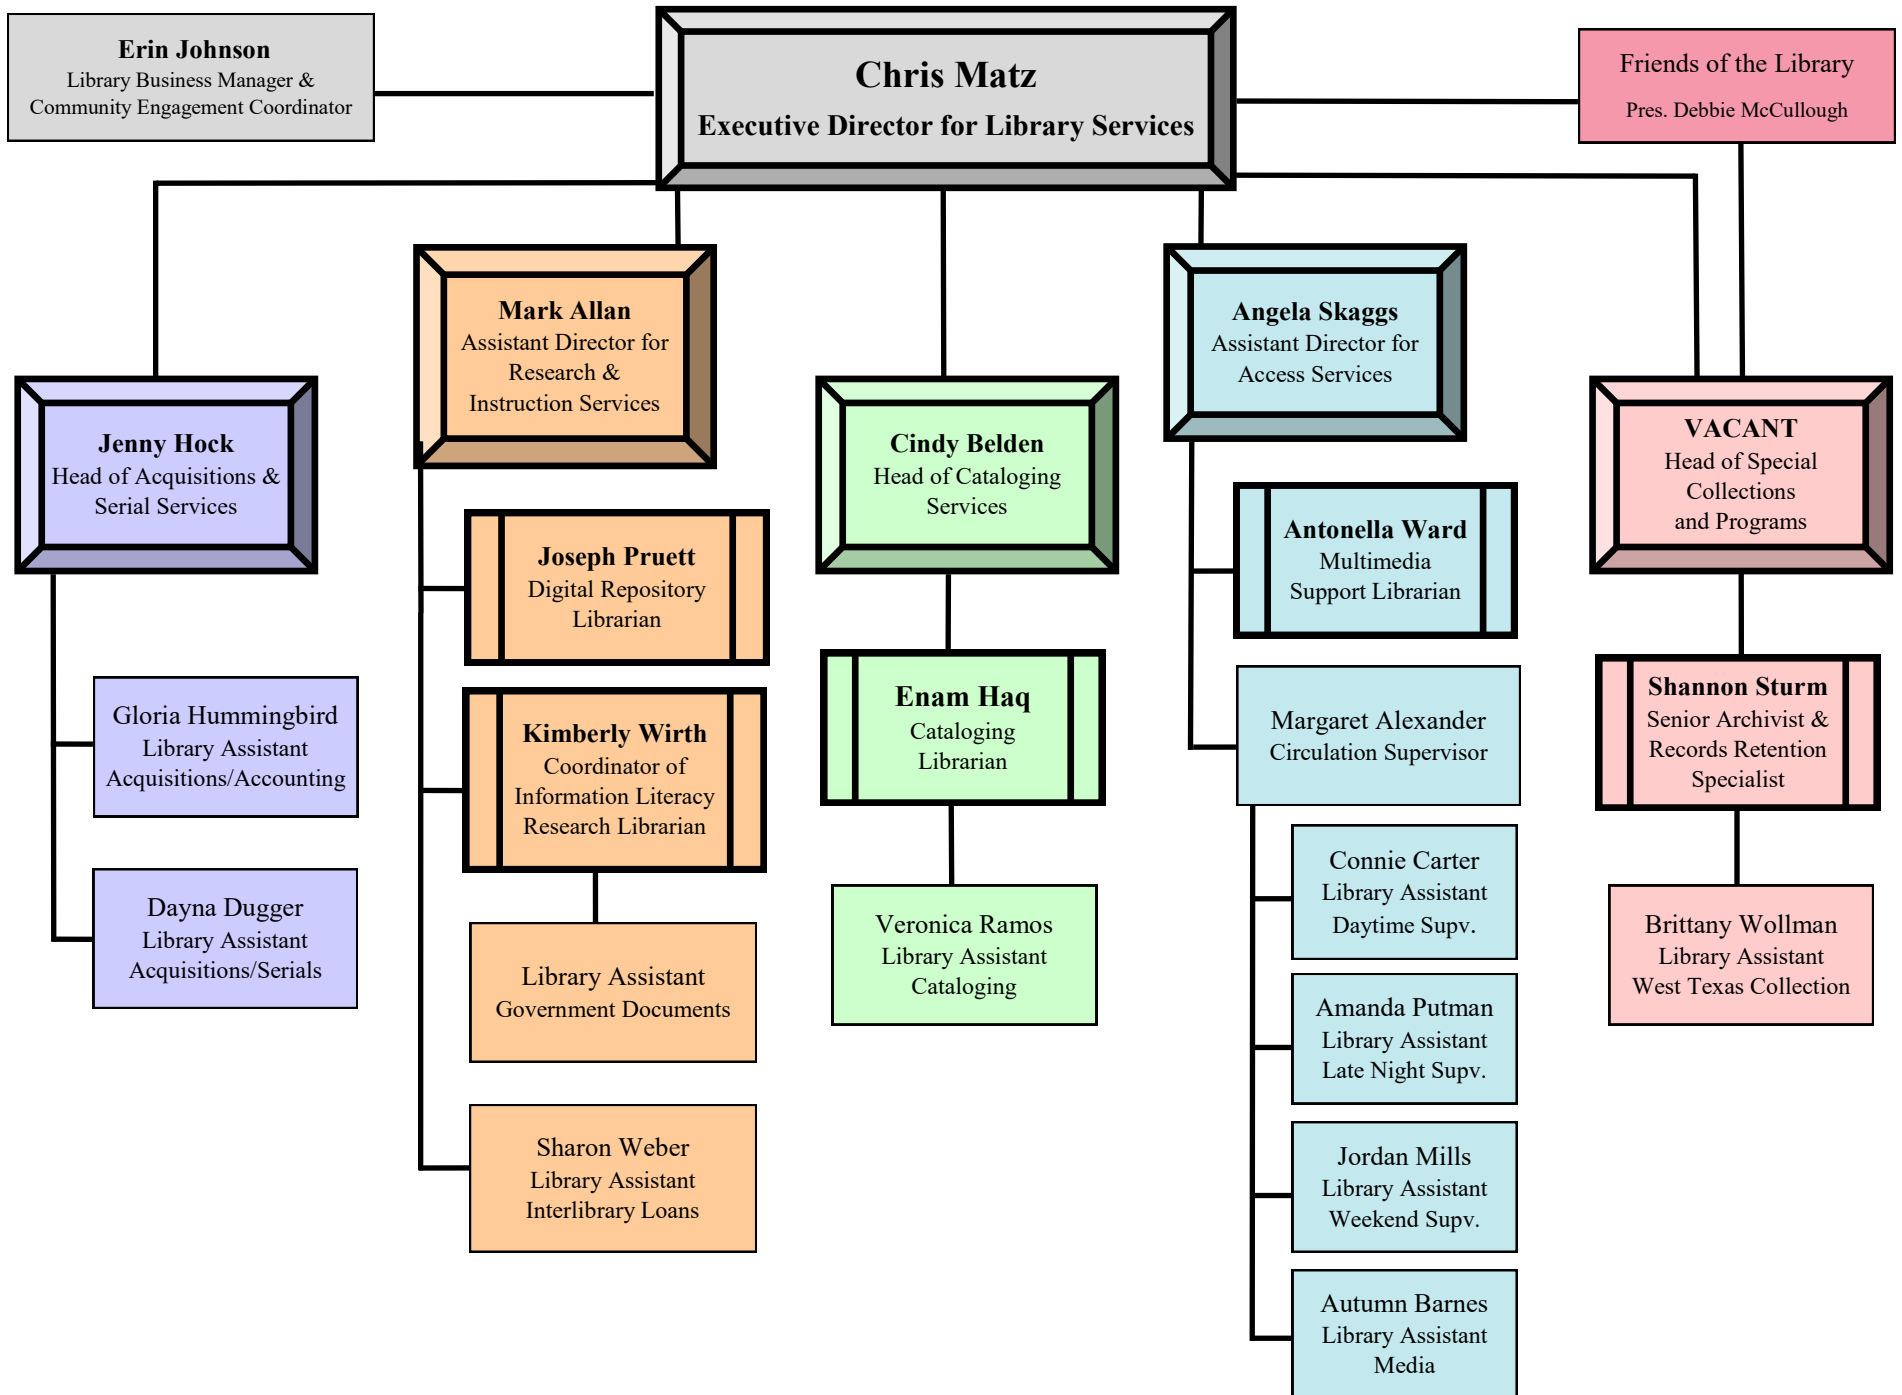 Erin Johnson
Library Business Manager &
Community Engagement Coordinator
Chris Matz
Executive Director for Library Services
Friends of the Library
Pres. Debbie McCullough
Jenny Hock
Head of Acquisitions &
Serial Services
Gloria Hummingbird
Library Assistant
Acquisitions/Accounting
Dayna Dugger
Library Assistant
Acquisitions/Serials
Mark Allan
Assistant Director for
Research &
Instruction Services
Joseph Pruett
Digital Repository
Librarian
Kimberly Wirth
Coordinator of
Information Literacy
Research Librarian
Library Assistant
Government Documents
Sharon Weber
Library Assistant
Interlibrary Loans
Cindy Belden
Head of Cataloging
Services
Enam Haq
Cataloging
Librarian
Veronica Ramos
Library Assistant
Cataloging
Angela Skaggs
Assistant Director for
Access Services
Antonella Ward
Multimedia
Support Librarian
Margaret Alexander
Circulation Supervisor
Connie Carter
Library Assistant
Daytime Supv.
Amanda Putman
Library Assistant
Late Night Supv.
Jordan Mills
Library Assistant
Weekend Supv.
Autumn Barnes
Library Assistant
Media
VACANT
Head of Special
Collections
and Programs
Shannon Sturm
Senior Archivist &
Records Retention
Specialist
Brittany Wollman
Library Assistant
West Texas Collection